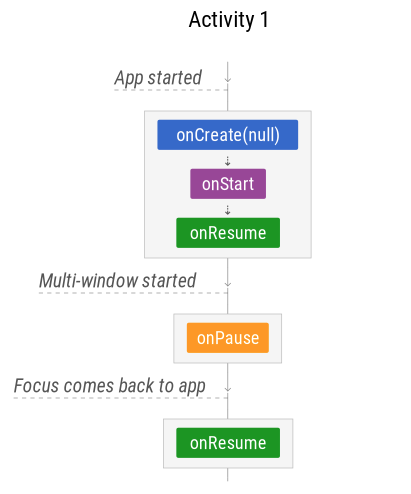 Activity 1
App started
onCreate(null)
onStart
onResume
Multi-window started
onPause
Focus comes back to app
onResume